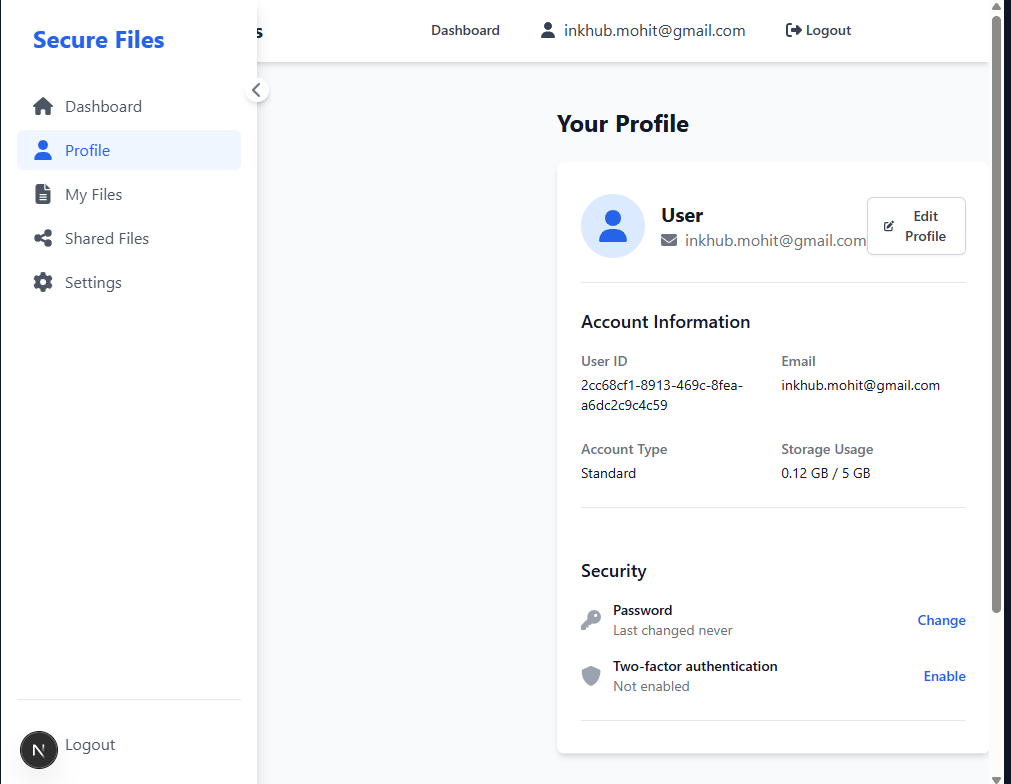 Secure Files
s
Dashboard
inkhub.mohit@gmail.com
Logout
Dashboard
Profile
My Files
Shared Files
Settings
N
Logout
Your Profile
User
inkhub.mohit@gmail.com
Edit
Profile
Account Information
User ID
2cc68cf1-8913-469c-8fea-
a6dc2c9c4c59
Email
inkhub.mohit@gmail.com
Account Type
Standard
Storage Usage
0.12 GB / 5 GB
Security
Password
Last changed never
Change
Two-factor authentication
Not enabled
Enable